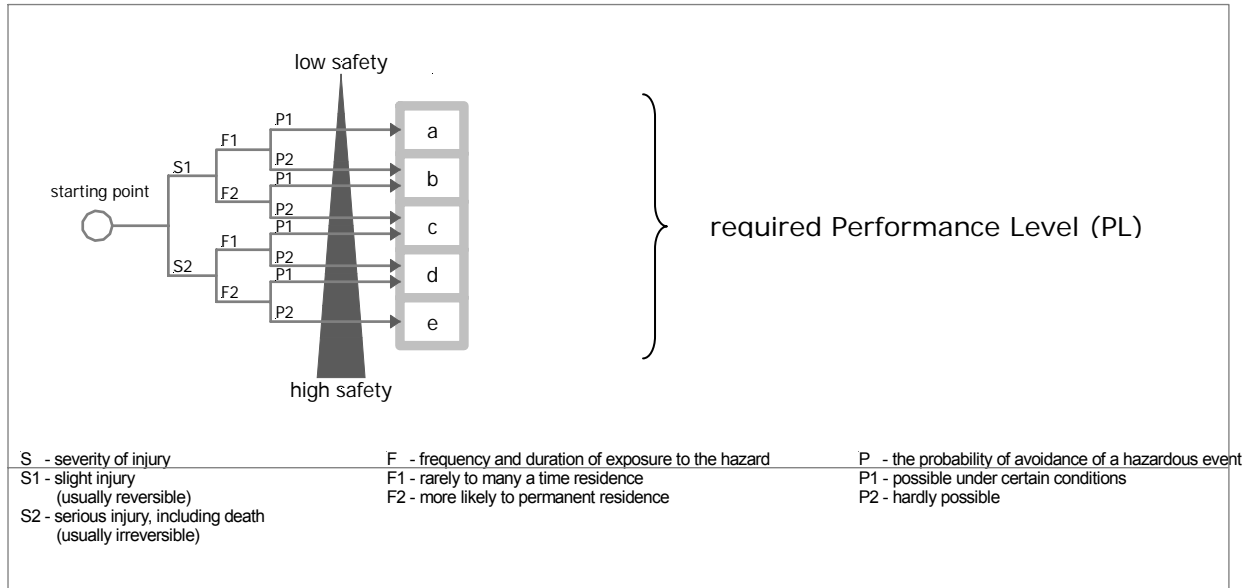 low safety
P1
a
F1
P2
S1
P1
b
starting point
F2
P2
c
P1
required Performance Level (PL)
F1
P2
S2
P1
d
F2
P2
e
high safety
S - severity of injury
S1 - slight injury
(usually reversible)
S2 - serious injury, including death
(usually irreversible)
F - frequency and duration of exposure to the hazard
F1 - rarely to many a time residence
F2 - more likely to permanent residence
P - the probability of avoidance of a hazardous event
P1 - possible under certain conditions
P2 - hardly possible